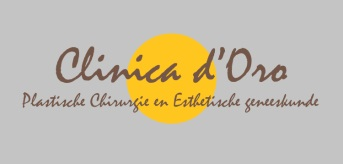 Clinica d'Oro
Plastische Chirurgie en Esthetische geneeskunde